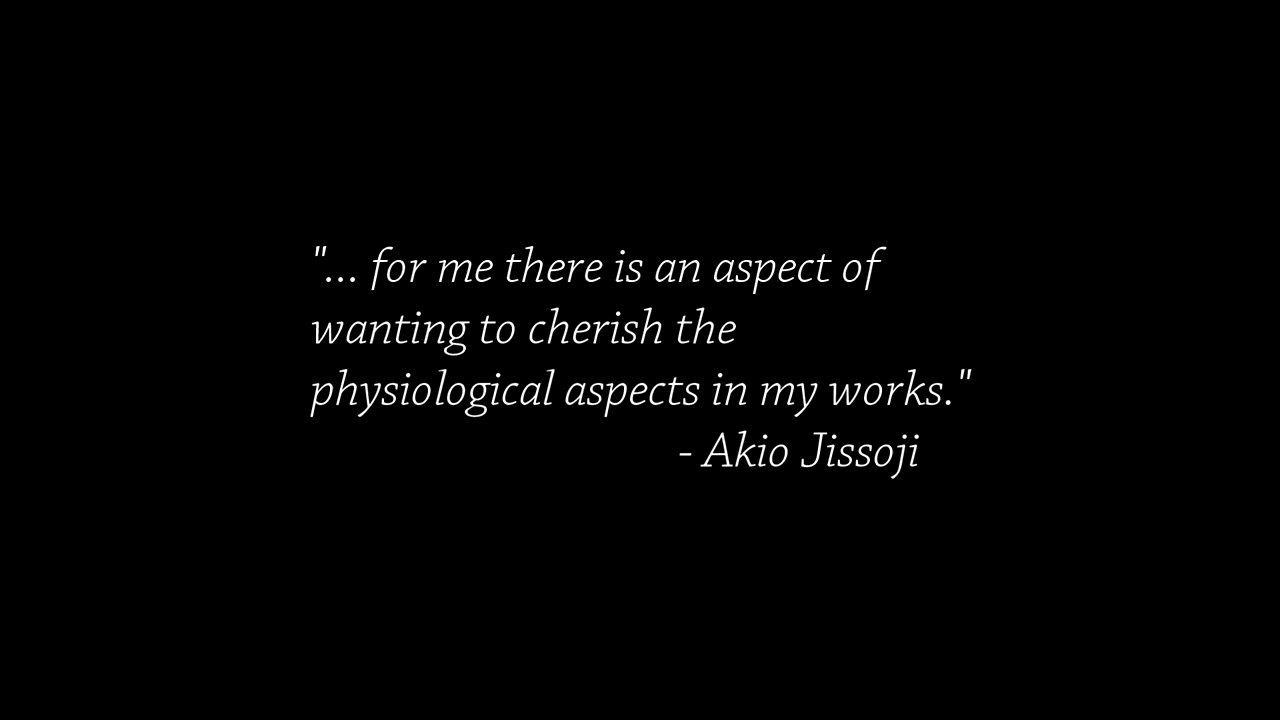 "... for me there is an aspect of
wanting to cherish the
physiological aspects in my works."
- Akio Jissoji